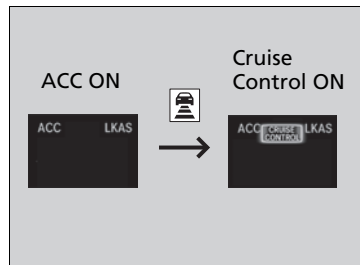 ACC ON
Cruise
Control ON
ACC LKAS
ACC CRUISE CONTROL LKAS